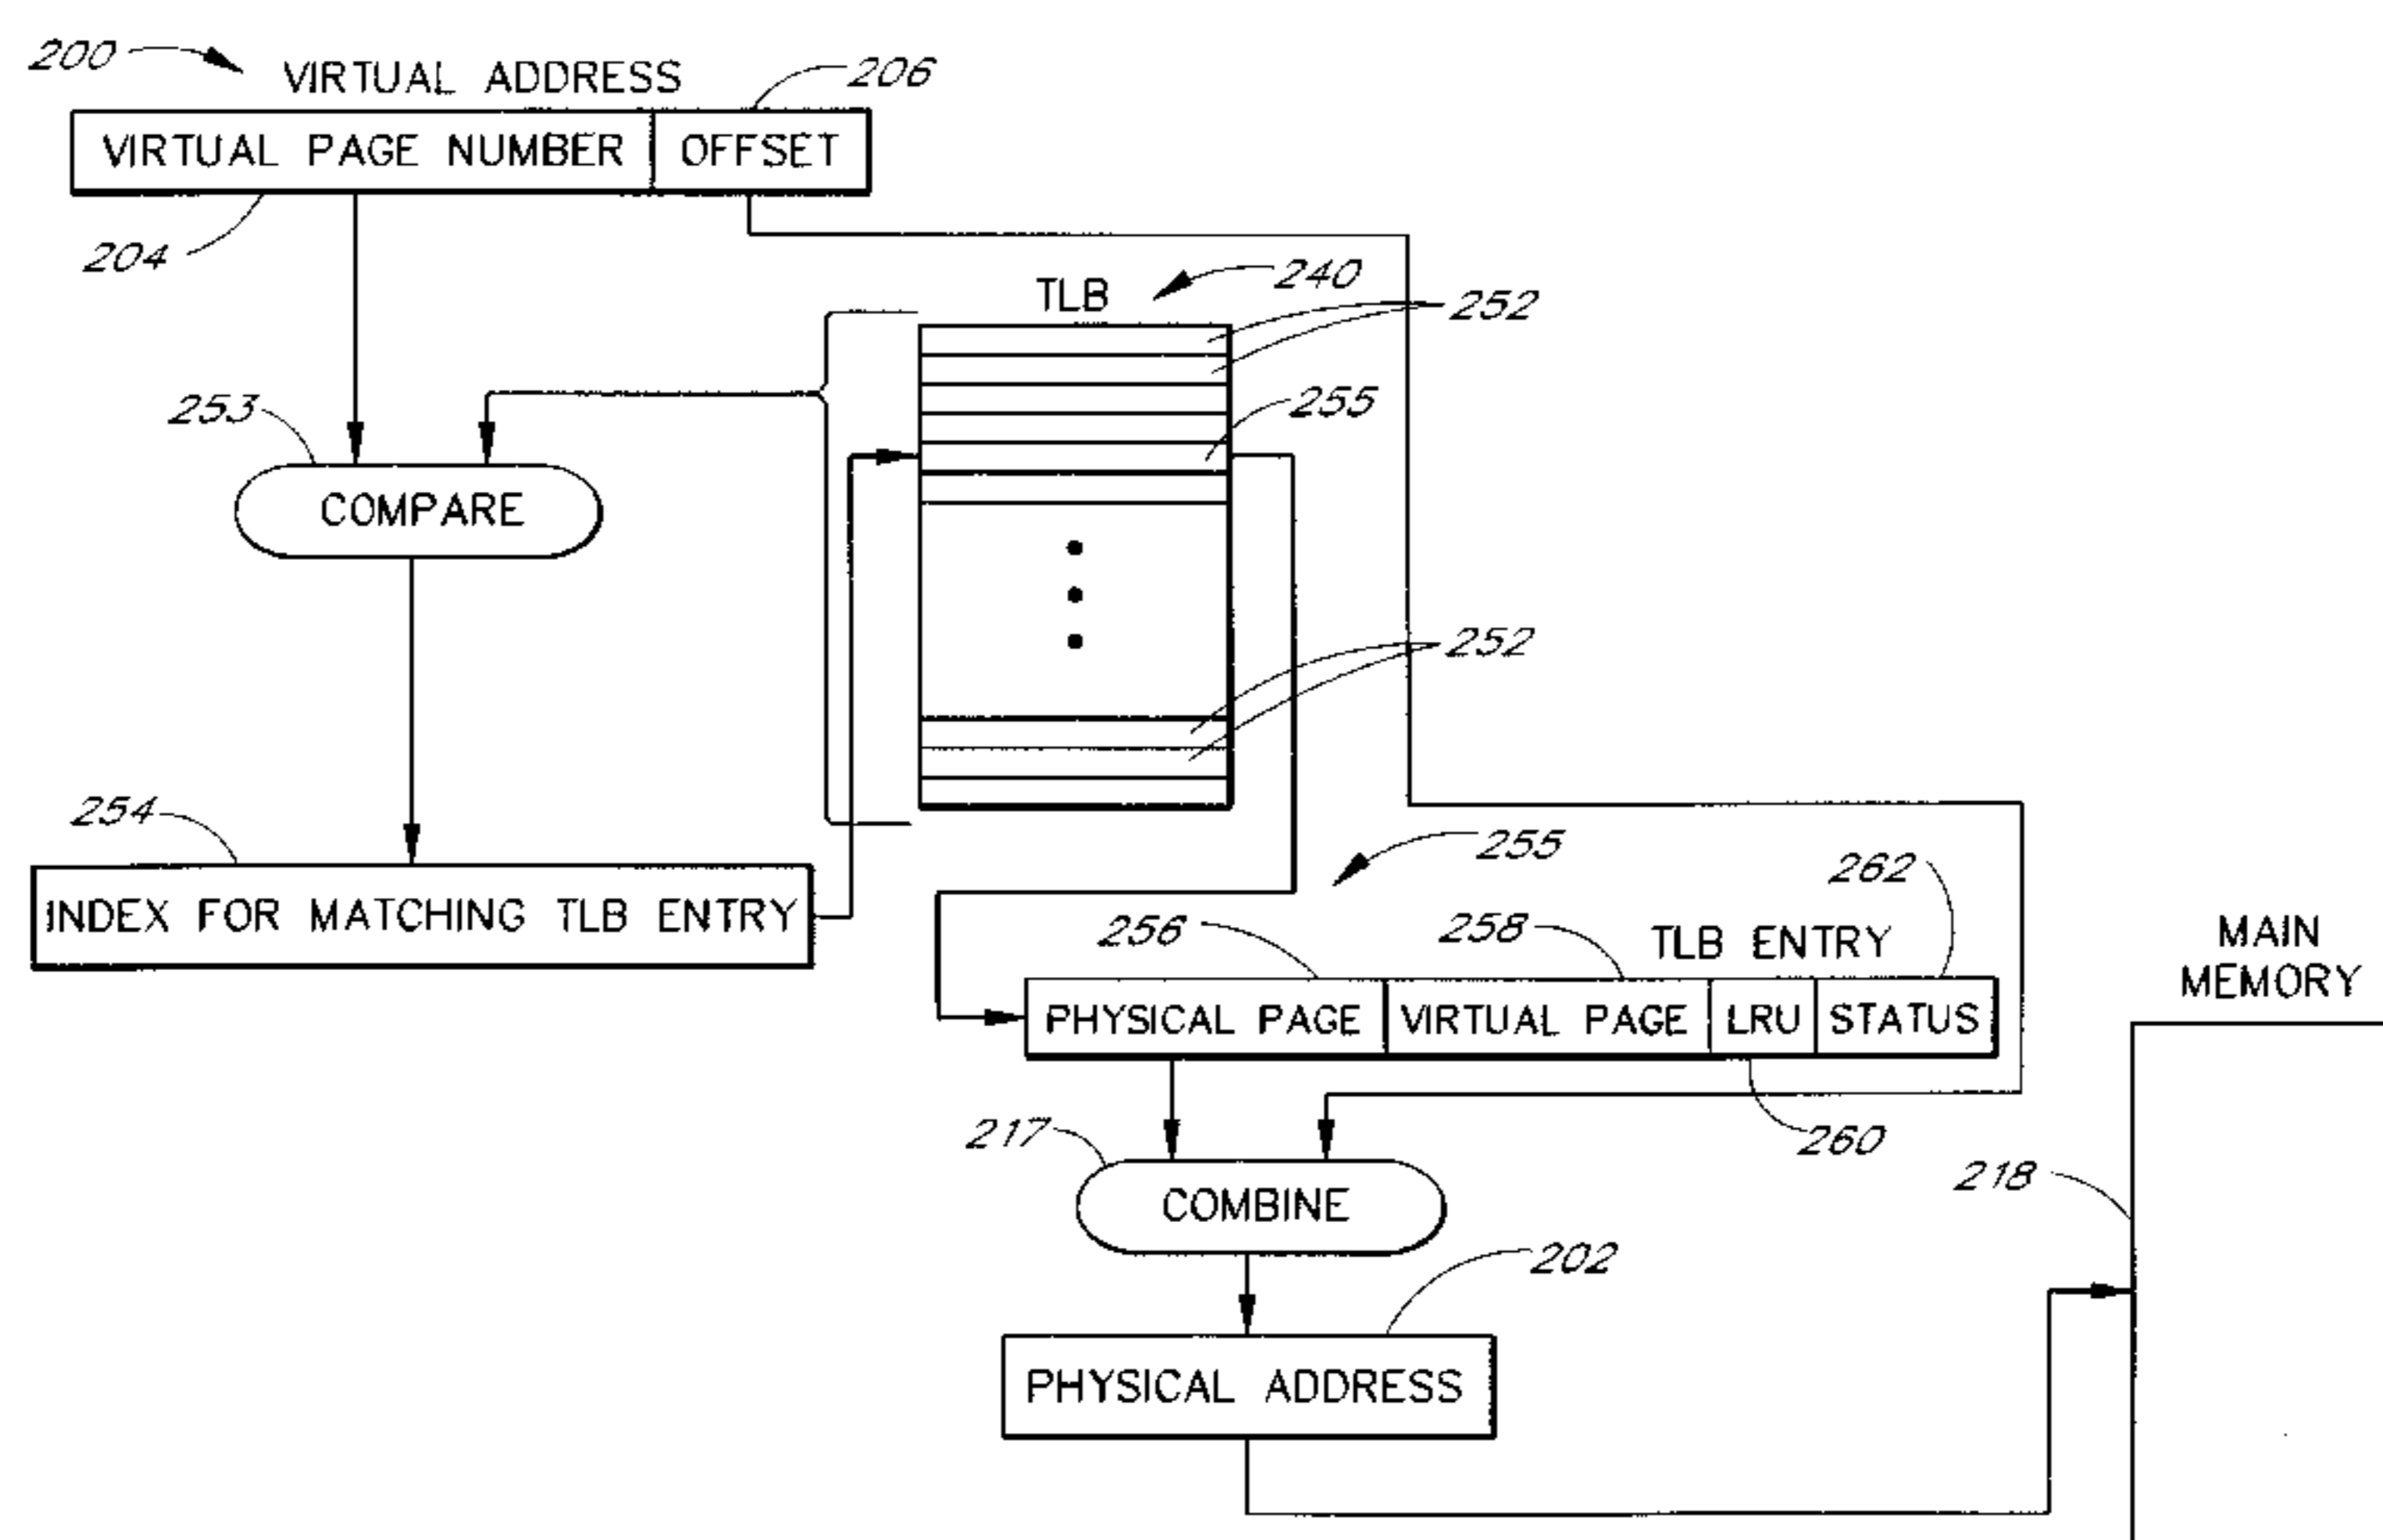 200
VIRTUAL ADDRESS
206
VIRTUAL PAGE NUMBER OFFSET
204
TLB
240
252
253
255
COMPARE
252
254
255
262
INDEX FOR MATCHING TLB ENTRY
256
258
TLB ENTRY
MAIN
MEMORY
PHYSICAL PAGE VIRTUAL PAGE LRU STATUS
217
260
218
COMBINE
202
PHYSICAL ADDRESS